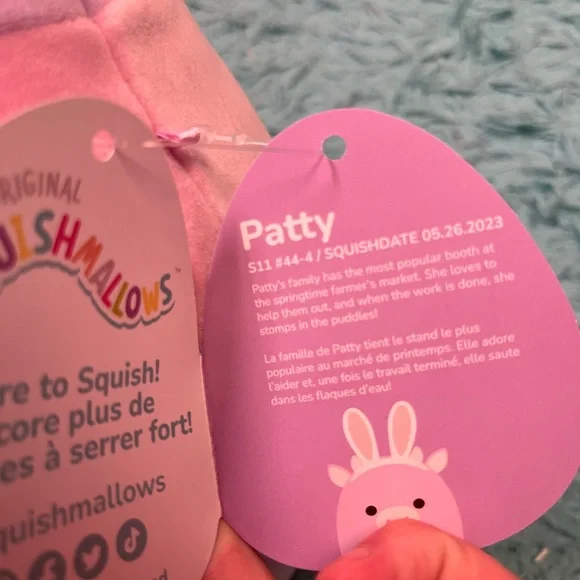 ORIGINAL
SQUISHMALLOWS™
re to Squish!
core plus de
es à serrer fort!
quishmallows
Patty
S11 #44-4 / SQUISHDATE 05.26.2023
Patty's family has the most popular booth at
the springtime farmer's market. She loves to
help them out, and when the work is done, she
stomps in the puddles!
La famille de Patty tient le stand le plus
populaire au marché de printemps. Elle adore
l'aider et, une fois le travail terminé, elle saute
dans les flaques d'eau!